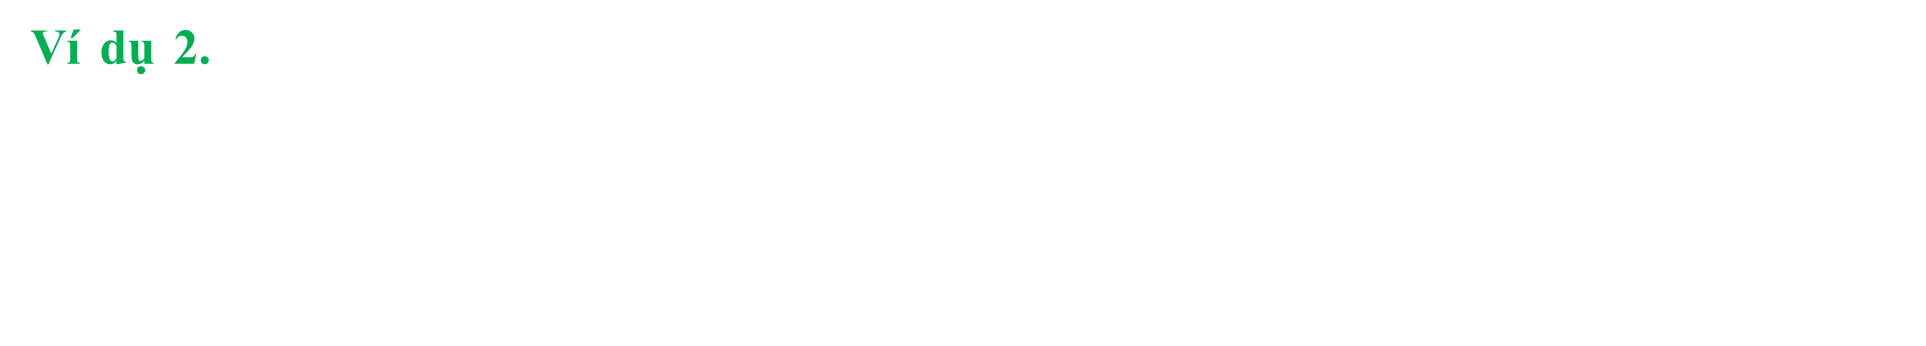 Ví dụ 2.